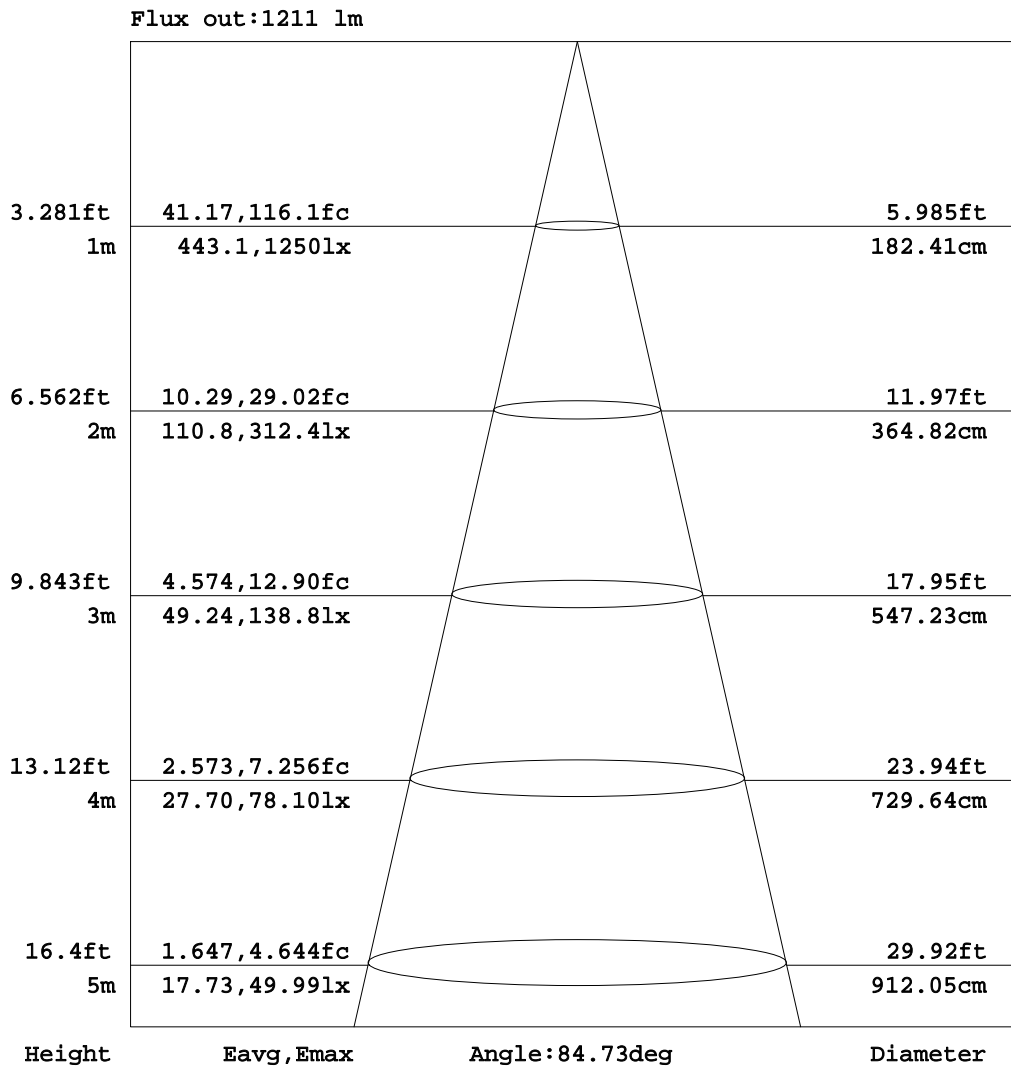 Flux out:1211 lm
3.281ft 41.17,116.1fc 5.985ft
1m 443.1,1250lx 182.41cm
6.562ft 10.29,29.02fc 11.97ft
2m 110.8,312.4lx 364.82cm
9.843ft 4.574,12.90fc 17.95ft
3m 49.24,138.8lx 547.23cm
13.12ft 2.573,7.256fc 23.94ft
4m 27.70,78.10lx 729.64cm
16.4ft 1.647,4.644fc 29.92ft
5m 17.73,49.99lx 912.05cm
Height Eavg,Emax Angle:84.73deg Diameter